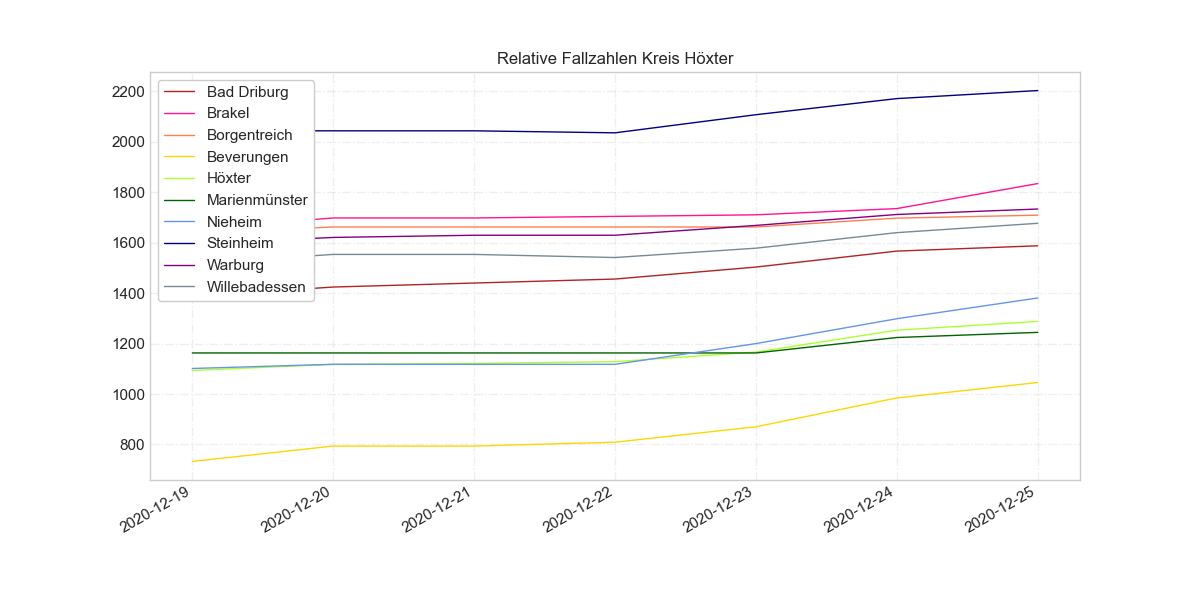 Relative Fallzahlen Kreis Höxter
2200
2000
1800
1600
1400
1200
1000
800
Bad Driburg
Brakel
Borgentreich
Beverungen
Höxter
Marienmünster
Nieheim
Steinheim
Warburg
Willebadessen
2020-12-19
2020-12-20
2020-12-21
2020-12-22
2020-12-23
2020-12-24
2020-12-25